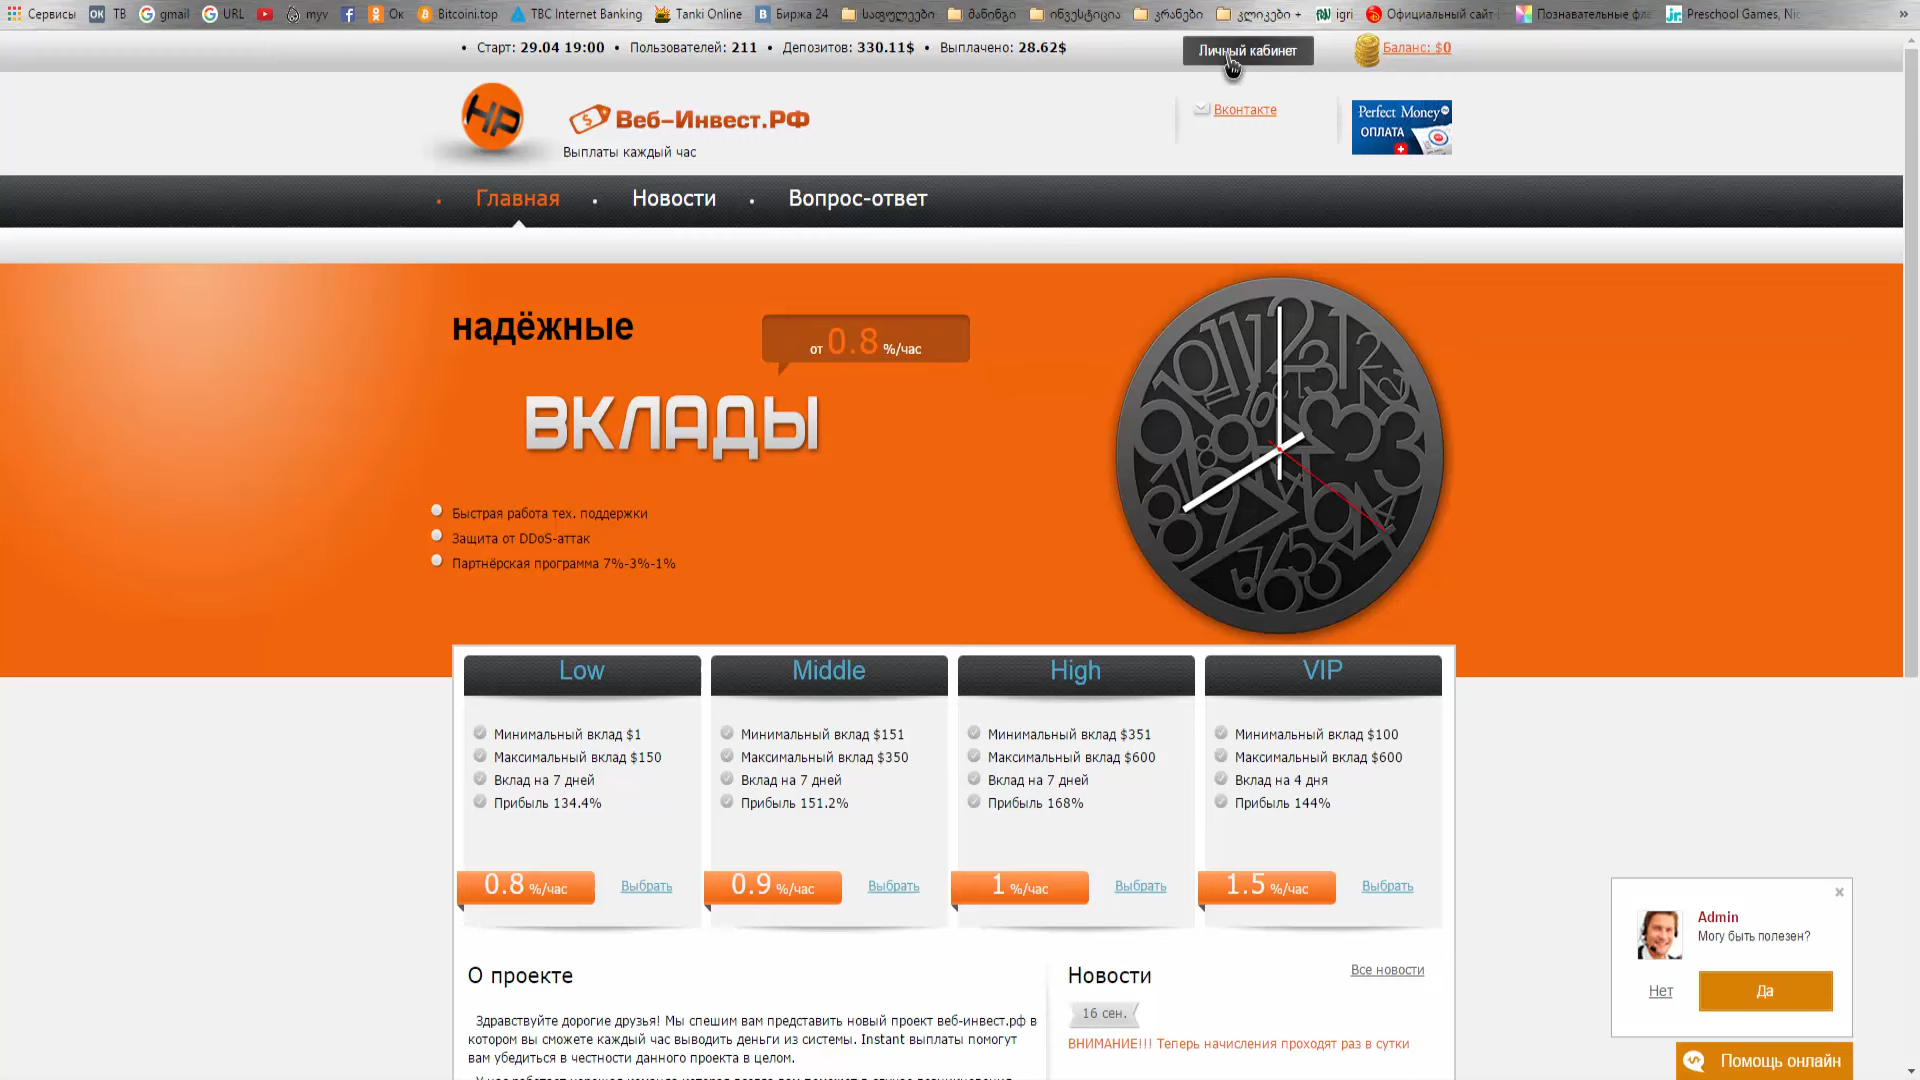 Сервисы ТВ gmail URL myv Ок Bitcoini.top TBC Internet Banking Tanki Online Биржа 24 საფულეები მაინინგი ინვესტიცია კრანები კლიკები + igri Официальный сайт Познавательные Preschool Games, Nic »
• Старт: 29.04 19:00 • Пользователей: 211 • Депозитов: 330.11$ • Выплачено: 28.62$
Личный кабинет
Баланс: $0
НР
Веб-Инвест.РФ
Выплаты каждый час
Вконтакте
Perfect Money
ОПЛАТА
• Главная • Новости • Вопрос-ответ
надёжные
от 0.8 %/час
ВКЛАДЫ
Быстрая работа тех. поддержки
Защита от DDoS-аттак
Партнёрская программа 7%-3%-1%
Low
Минимальный вклад $1
Максимальный вклад $150
Вклад на 7 дней
Прибыль 134.4%
0.8 %/час Выбрать
Middle
Минимальный вклад $151
Максимальный вклад $350
Вклад на 7 дней
Прибыль 151.2%
0.9 %/час Выбрать
High
Минимальный вклад $351
Максимальный вклад $600
Вклад на 7 дней
Прибыль 168%
1 %/час Выбрать
VIP
Минимальный вклад $100
Максимальный вклад $600
Вклад на 4 дня
Прибыль 144%
1.5 %/час Выбрать
О проекте
Здравствуйте дорогие друзья! Мы спешим вам представить новый проект веб-инвест.рф в
котором вы сможете каждый час выводить деньги из системы. Instant выплаты помогут
вам убедиться в честности данного проекта в целом.
Новости
Все новости
16 сен.
ВНИМАНИЕ!!! Теперь начисления проходят раз в сутки
Admin
Могу быть полезен?
Нет
Да
Помощь онлайн